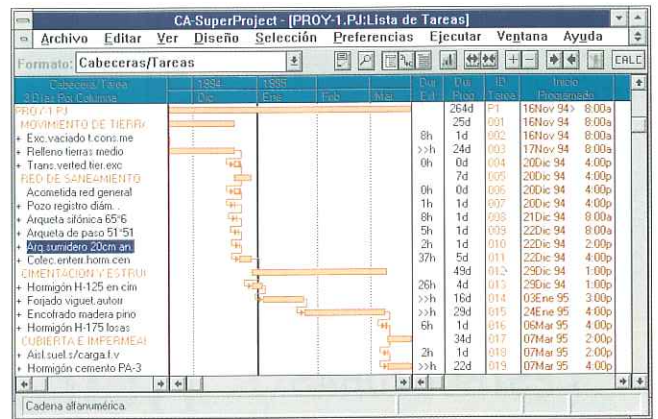 CA-SuperProject - [PROY-1.PJ:Lista de Tareas]
Archivo Editar Ver Diseño Selección Preferencias Ejecutar Ventana Ayuda
Formato: Cabeceras/Tareas CALC
Cabecera/Tarea 1994 1995 Dur Dur ID Inicio
3 Días Por Columna Dic Ene Feb Mar Ed Prog Tarea Programado
PROY-1.PJ 264d P1 16Nov 94> 8:00a
MOVIMIENTO DE TIERRA 25d 001 16Nov 94 8:00a
+ Exc.vaciado t.cons.me 8h 1d 002 16Nov 94 8:00a
+ Relleno tierras medio >>h 24d 003 17Nov 94 8:00a
+ Trans.verted tier.exc 0h 0d 004 20Dic 94 4:00p
RED DE SANEAMIENTO 7d 005 20Dic 94 4:00p
Acometida red general 0h 0d 006 20Dic 94 4:00p
+ Pozo registro diám. 1h 1d 007 20Dic 94 4:00p
+ Arqueta sifónica 65*6 8h 1d 008 21Dic 94 8:00a
+ Arqueta de paso 51*51 5h 1d 009 22Dic 94 8:00a
+ Arq.sumidero 20cm an. 2h 1d 010 22Dic 94 2:00p
+ Colec.enterr.horm.cen 37h 5d 011 22Dic 94 4:00p
CIMENTACION Y ESTRU 49d 012 29Dic 94 1:00p
+ Hormigón H-125 en cim 26h 4d 013 29Dic 94 1:00p
+ Forjado viguet.autorr >>h 16d 014 03Ene 95 3:00p
+ Encofrado madera pino >>h 29d 015 24Ene 95 4:00p
+ Hormigón H-175 losas 6h 1d 016 06Mar 95 4:00p
CUBIERTA E IMPERMEAB 34d 017 07Mar 95 2:00p
+ Aisl.suel.s/carga.f.v 2h 1d 018 07Mar 95 2:00p
+ Hormigón cemento PA-3 >>h 22d 019 07Mar 95 4:00p
Cadena alfanumérica.